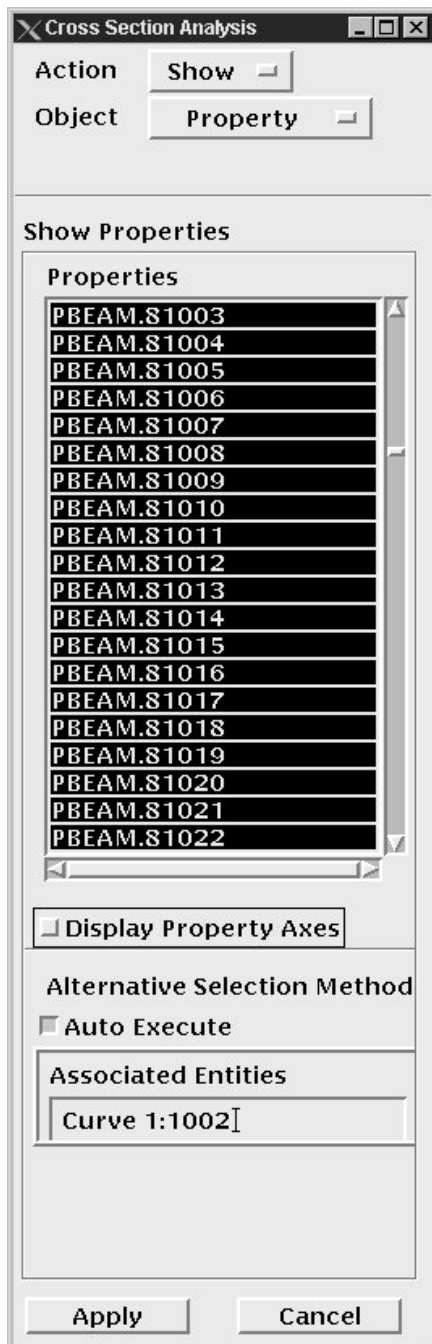 Cross Section Analysis
Action Show
Object Property
Show Properties
Properties
PBEAM.81003
PBEAM.81004
PBEAM.81005
PBEAM.81006
PBEAM.81007
PBEAM.81008
PBEAM.81009
PBEAM.81010
PBEAM.81011
PBEAM.81012
PBEAM.81013
PBEAM.81014
PBEAM.81015
PBEAM.81016
PBEAM.81017
PBEAM.81018
PBEAM.81019
PBEAM.81020
PBEAM.81021
PBEAM.81022
Display Property Axes
Alternative Selection Method
Auto Execute
Associated Entities
Curve 1:1002
Apply Cancel